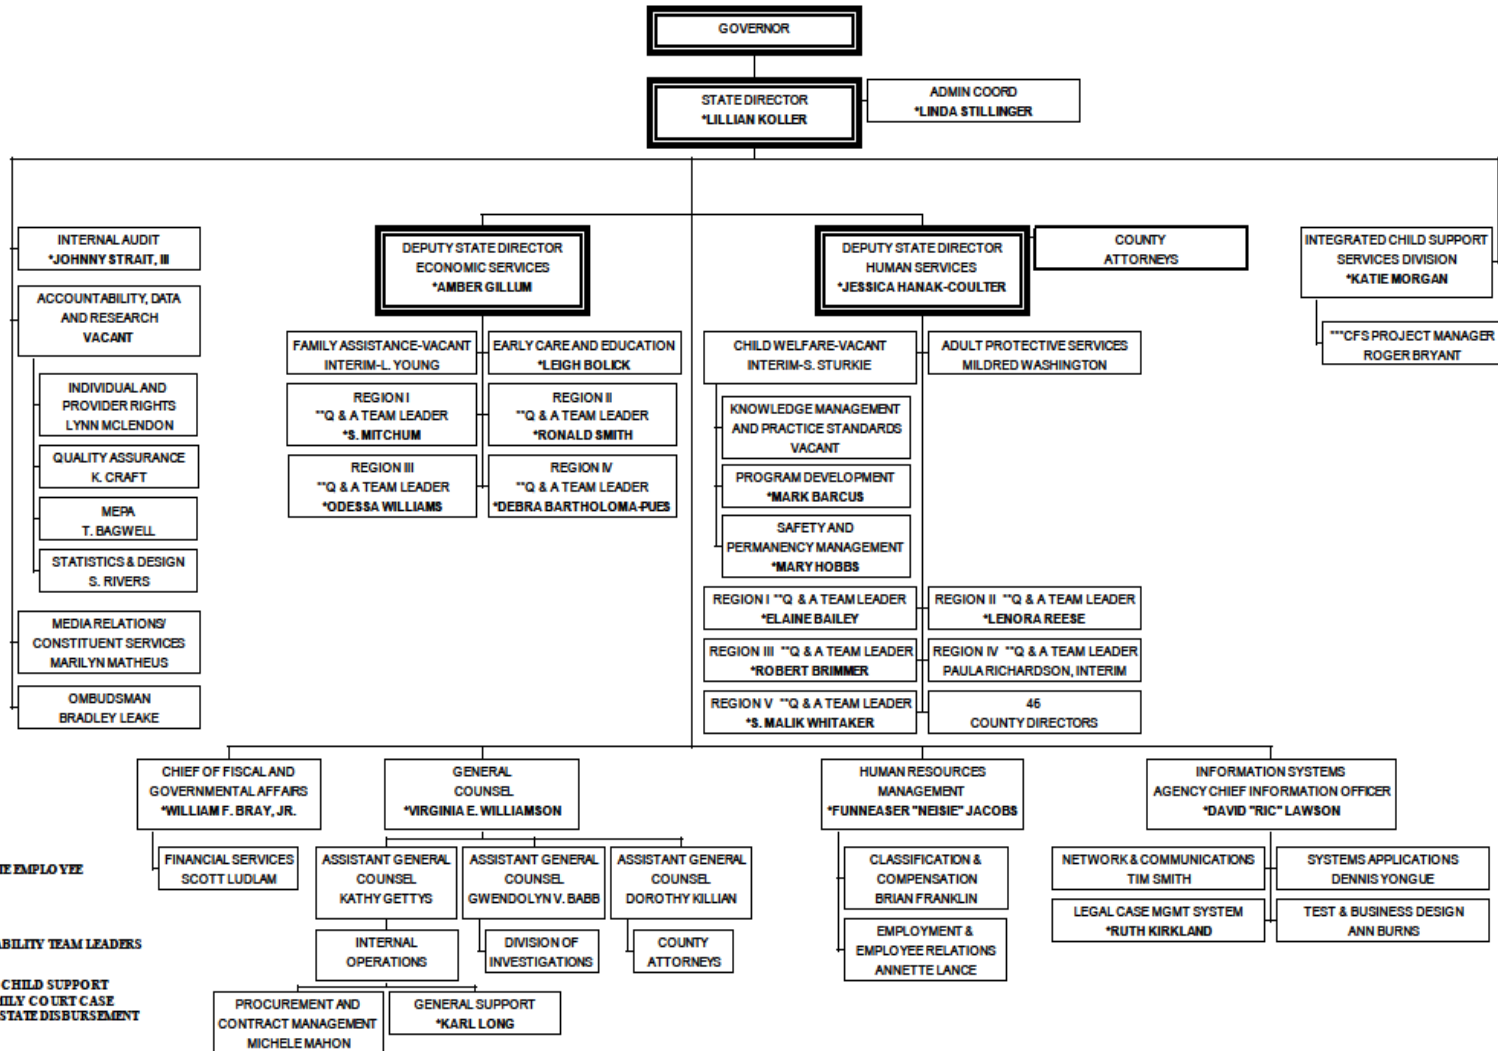 GOVERNOR
STATE DIRECTOR
*LILLIAN KOLLER
ADMIN COORD
*LINDA STILLINGER
INTERNAL AUDIT
*JOHNNY STRAIT, III
ACCOUNTABILITY, DATA
AND RESEARCH
VACANT
INDIVIDUAL AND
PROVIDER RIGHTS
LYNN MCLENDON
QUALITY ASSURANCE
K. CRAFT
MEPA
T. BAGWELL
STATISTICS & DESIGN
S. RIVERS
MEDIA RELATIONS/
CONSTITUENT SERVICES
MARILYN MATHEUS
OMBUDSMAN
BRADLEY LEAKE
DEPUTY STATE DIRECTOR
ECONOMIC SERVICES
*AMBER GILLUM
FAMILY ASSISTANCE-VACANT
INTERIM-L. YOUNG
EARLY CARE AND EDUCATION
*LEIGH BOLICK
REGION I
**Q & A TEAM LEADER
*S. MITCHUM
REGION II
**Q & A TEAM LEADER
*RONALD SMITH
REGION III
**Q & A TEAM LEADER
*ODESSA WILLIAMS
REGION IV
**Q & A TEAM LEADER
*DEBRA BARTHOLOMA-PUES
DEPUTY STATE DIRECTOR
HUMAN SERVICES
*JESSICA HANAK-COULTER
COUNTY
ATTORNEYS
CHILD WELFARE-VACANT
INTERIM-S. STURKIE
ADULT PROTECTIVE SERVICES
MILDRED WASHINGTON
KNOWLEDGE MANAGEMENT
AND PRACTICE STANDARDS
VACANT
PROGRAM DEVELOPMENT
*MARK BARCUS
SAFETY AND
PERMANENCY MANAGEMENT
*MARY HOBBS
REGION I **Q & A TEAM LEADER
*ELAINE BAILEY
REGION II **Q & A TEAM LEADER
*LENORA REESE
REGION III **Q & A TEAM LEADER
*ROBERT BRIMMER
REGION IV **Q & A TEAM LEADER
PAULA RICHARDSON, INTERIM
REGION V **Q & A TEAM LEADER
*S. MALIK WHITAKER
46
COUNTY DIRECTORS
INTEGRATED CHILD SUPPORT
SERVICES DIVISION
*KATIE MORGAN
***CFS PROJECT MANAGER
ROGER BRYANT
CHIEF OF FISCAL AND
GOVERNMENTAL AFFAIRS
*WILLIAM F. BRAY, JR.
FINANCIAL SERVICES
SCOTT LUDLAM
GENERAL
COUNSEL
*VIRGINIA E. WILLIAMSON
ASSISTANT GENERAL
COUNSEL
KATHY GETTYS
ASSISTANT GENERAL
COUNSEL
GWENDOLYN V. BABB
ASSISTANT GENERAL
COUNSEL
DOROTHY KILLIAN
INTERNAL
OPERATIONS
DIVISION OF
INVESTIGATIONS
COUNTY
ATTORNEYS
PROCUREMENT AND
CONTRACT MANAGEMENT
MICHELE MAHON
GENERAL SUPPORT
*KARL LONG
HUMAN RESOURCES
MANAGEMENT
*FUNNEASER "NEISIE" JACOBS
CLASSIFICATION &
COMPENSATION
BRIAN FRANKLIN
EMPLOYMENT &
EMPLOYEE RELATIONS
ANNETTE LANCE
INFORMATION SYSTEMS
AGENCY CHIEF INFORMATION OFFICER
*DAVID "RIC" LAWSON
NETWORK & COMMUNICATIONS
TIM SMITH
SYSTEMS APPLICATIONS
DENNIS YONGUE
LEGAL CASE MGMT SYSTEM
*RUTH KIRKLAND
TEST & BUSINESS DESIGN
ANN BURNS
EMPLOYEE
TEAM LEADERS
CHILD SUPPORT
COURT CASE
STATE DISBURSEMENT